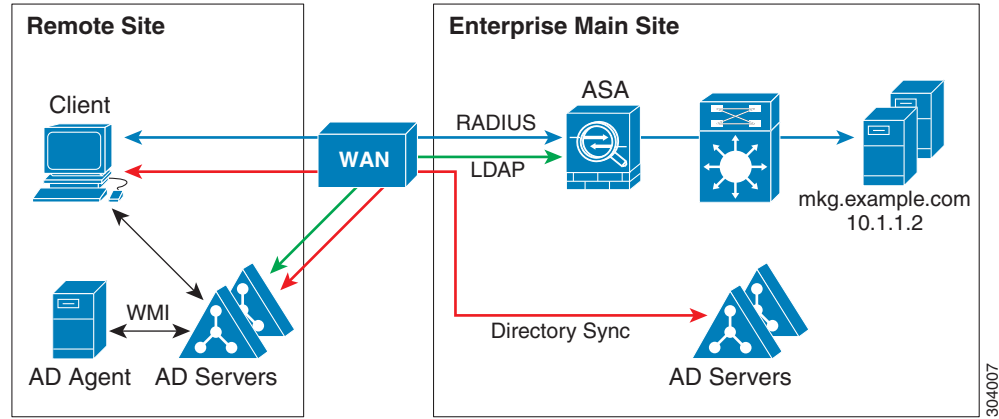 Remote Site
Enterprise Main Site
Client
ASA
RADIUS
WAN
LDAP
mkg.example.com
10.1.1.2
WMI
Directory Sync
AD Agent
AD Servers
AD Servers
304007